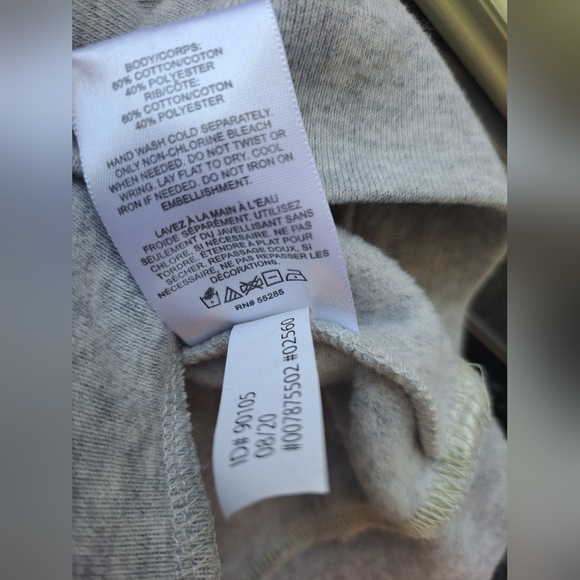 BODY/CORPS:
60% COTTON/COTON
40% POLYESTER
RIB/CÔTE:
60% COTTON/COTON
40% POLYESTER
HAND WASH COLD SEPARATELY
ONLY NON-CHLORINE BLEACH
WHEN NEEDED. DO NOT TWIST OR
WRING. LAY FLAT TO DRY. COOL
IRON IF NEEDED. DO NOT IRON ON
EMBELLISHMENT.
LAVEZ À LA MAIN À L'EAU
FROIDE SÉPARÉMENT. UTILISEZ
SEULEMENT DU JAVELLISANT SANS
CHLORE, SI NÉCESSAIRE. NE PAS
TORDRE. ÉTENDRE A PLAT POUR
SÉCHER. REPASSAGE DOUX SI
NÉCESSAIRE. NE PAS REPASSER LES
DÉCORATIONS.
RN# 55285
ID# 90105
08/20
#007875502 #02560